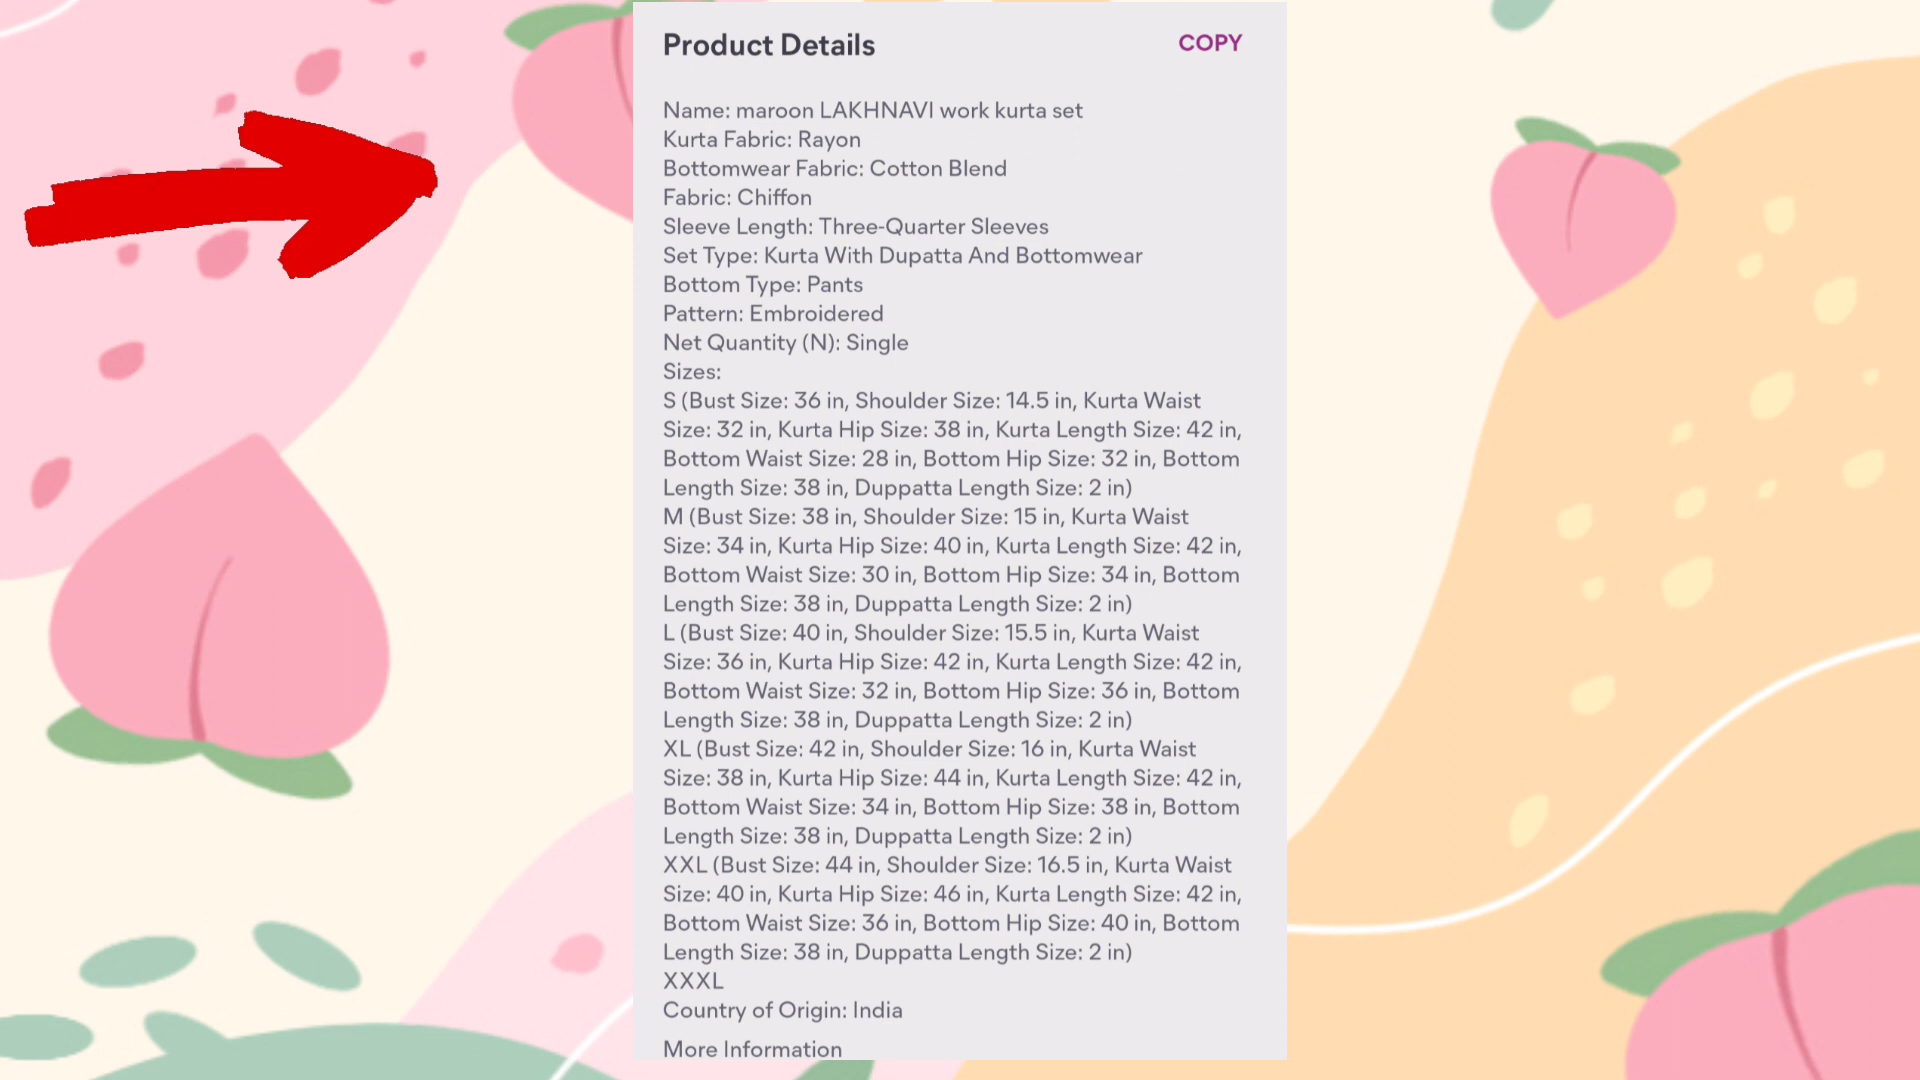 Product Details
COPY
Name: maroon LAKHNAVI work kurta set
Kurta Fabric: Rayon
Bottomwear Fabric: Cotton Blend
Fabric: Chiffon
Sleeve Length: Three-Quarter Sleeves
Set Type: Kurta With Dupatta And Bottomwear
Bottom Type: Pants
Pattern: Embroidered
Net Quantity (N): Single
Sizes:
S (Bust Size: 36 in, Shoulder Size: 14.5 in, Kurta Waist
Size: 32 in, Kurta Hip Size: 38 in, Kurta Length Size: 42 in,
Bottom Waist Size: 28 in, Bottom Hip Size: 32 in, Bottom
Length Size: 38 in, Duppatta Length Size: 2 in)
M (Bust Size: 38 in, Shoulder Size: 15 in, Kurta Waist
Size: 34 in, Kurta Hip Size: 40 in, Kurta Length Size: 42 in,
Bottom Waist Size: 30 in, Bottom Hip Size: 34 in, Bottom
Length Size: 38 in, Duppatta Length Size: 2 in)
L (Bust Size: 40 in, Shoulder Size: 15.5 in, Kurta Waist
Size: 36 in, Kurta Hip Size: 42 in, Kurta Length Size: 42 in,
Bottom Waist Size: 32 in, Bottom Hip Size: 36 in, Bottom
Length Size: 38 in, Duppatta Length Size: 2 in)
XL (Bust Size: 42 in, Shoulder Size: 16 in, Kurta Waist
Size: 38 in, Kurta Hip Size: 44 in, Kurta Length Size: 42 in,
Bottom Waist Size: 34 in, Bottom Hip Size: 38 in, Bottom
Length Size: 38 in, Duppatta Length Size: 2 in)
XXL (Bust Size: 44 in, Shoulder Size: 16.5 in, Kurta Waist
Size: 40 in, Kurta Hip Size: 46 in, Kurta Length Size: 42 in,
Bottom Waist Size: 36 in, Bottom Hip Size: 40 in, Bottom
Length Size: 38 in, Duppatta Length Size: 2 in)
XXXL
Country of Origin: India
More Information